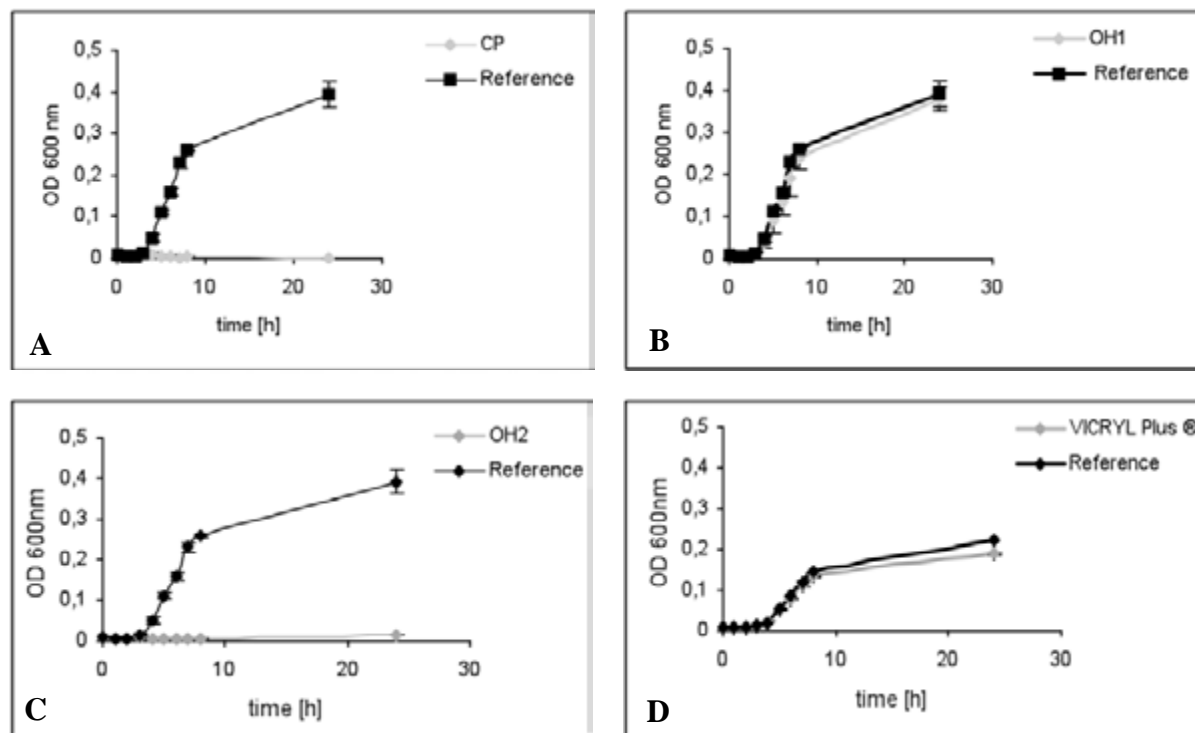 CP
Reference
OD 600 nm
0,5
0,4
0,3
0,2
0,1
0
0 10 20 30
time [h]
A
OH1
Reference
OD 600 nm
0,5
0,4
0,3
0,2
0,1
0
0 10 20 30
time [h]
B
OH2
Reference
OD 600nm
0,5
0,4
0,3
0,2
0,1
0
0 10 20 30
time [h]
C
VICRYL Plus ®
Reference
OD 600nm
0,5
0,4
0,3
0,2
0,1
0
0 10 20 30
time [h]
D